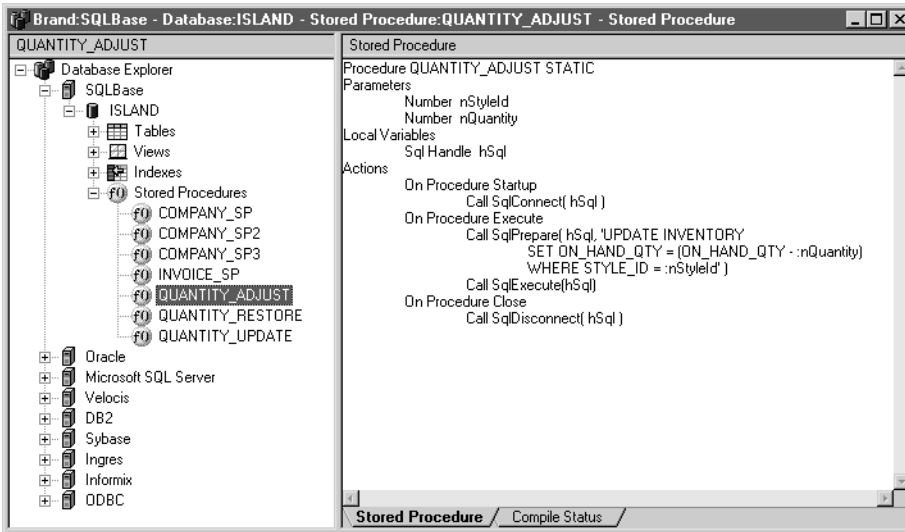 Brand:SQLBase - Database:ISLAND - Stored Procedure:QUANTITY_ADJUST - Stored Procedure
QUANTITY_ADJUST
Database Explorer
SQLBase
ISLAND
Tables
Views
Indexes
Stored Procedures
COMPANY_SP
COMPANY_SP2
COMPANY_SP3
INVOICE_SP
QUANTITY_ADJUST
QUANTITY_RESTORE
QUANTITY_UPDATE
Oracle
Microsoft SQL Server
Velocis
DB2
Sybase
Ingres
Informix
ODBC
Stored Procedure
Procedure QUANTITY_ADJUST STATIC
Parameters
Number nStyleId
Number nQuantity
Local Variables
Sql Handle hSql
Actions
On Procedure Startup
Call SqlConnect( hSql )
On Procedure Execute
Call SqlPrepare( hSql, 'UPDATE INVENTORY
SET ON_HAND_QTY = (ON_HAND_QTY - :nQuantity)
WHERE STYLE_ID = :nStyleId' )
Call SqlExecute(hSql)
On Procedure Close
Call SqlDisconnect( hSql )
Stored Procedure
Compile Status